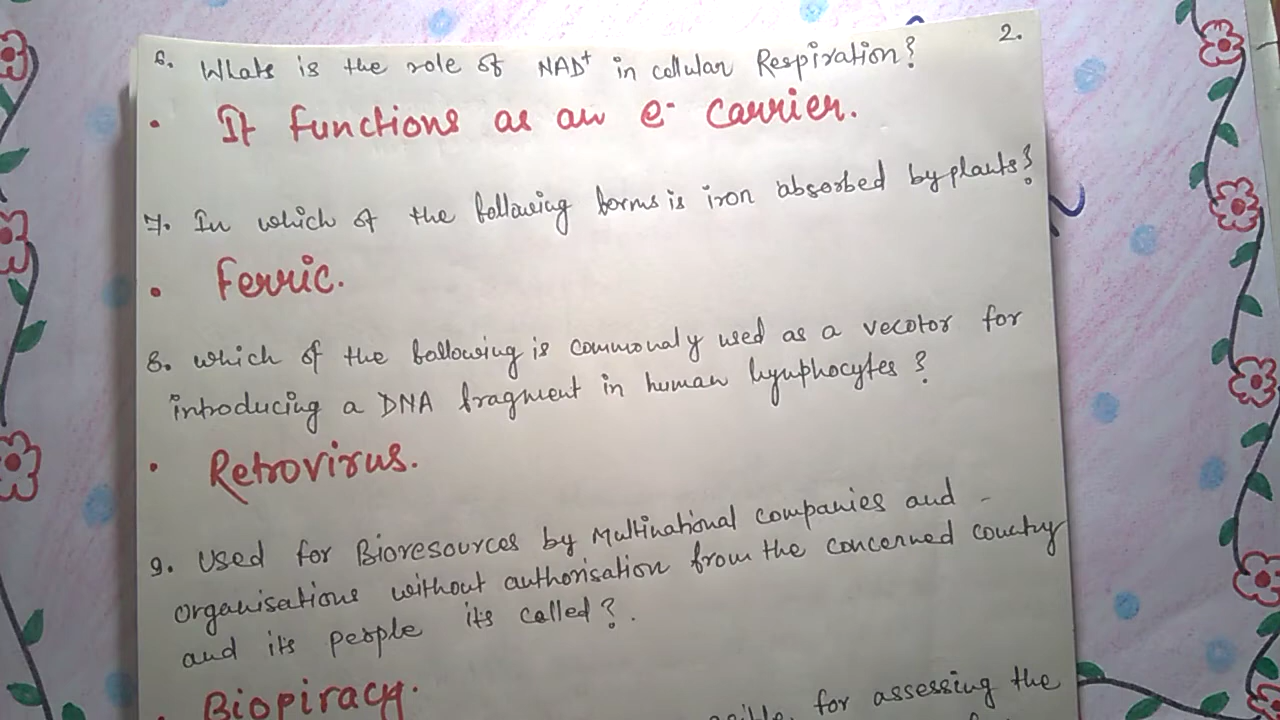 2.
6. Whats is the role of NAD+ in cellular Respiration?
• It functions as an e- carrier.
7. In which of the following forms is iron absorbed by plants?
• Ferric.
8. which of the following is commonaly used as a vecotor for
introducing a DNA fragment in human lymphocytes?
• Retrovirus.
9. Used for Bioresources by Multinational companies and -
organisations without authorisation from the concerned country
and its people its called?.
• Biopiracy.
for assessing the